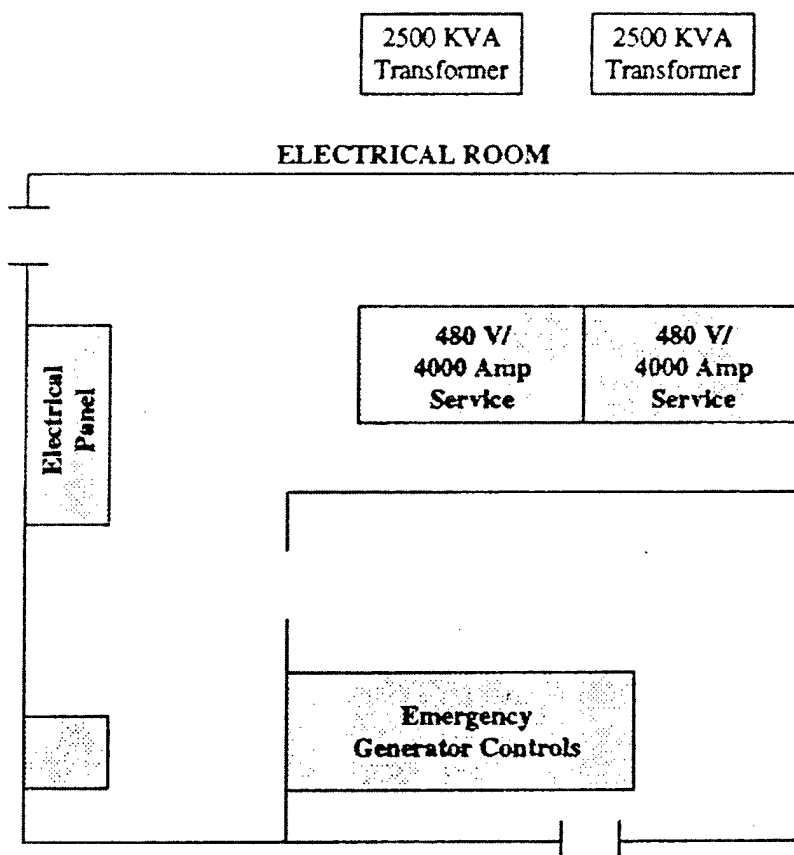 2500 KVA
Transformer
2500 KVA
Transformer
ELECTRICAL ROOM
480 V/
4000 Amp
Service
480 V/
4000 Amp
Service
Electrical
Panel
Emergency
Generator Controls